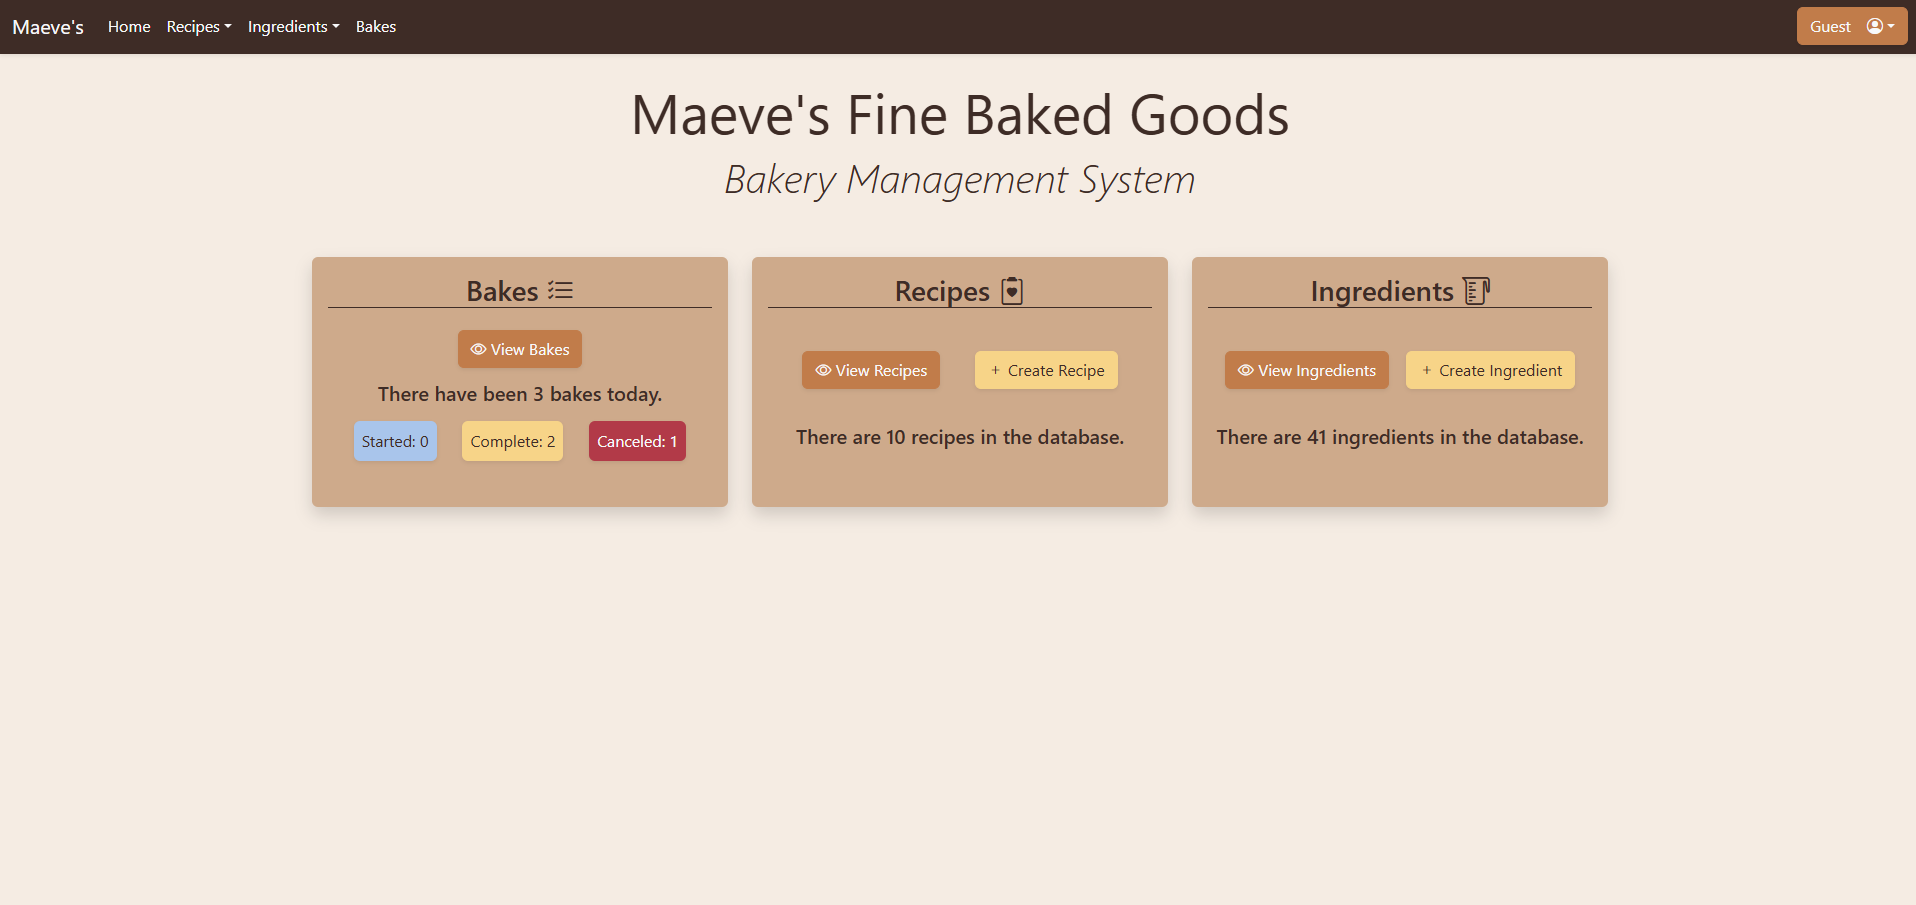 Maeve's Home Recipes Ingredients Bakes Guest
Maeve's Fine Baked Goods
Bakery Management System
Bakes
View Bakes
There have been 3 bakes today.
Started: 0 Complete: 2 Canceled: 1
Recipes
View Recipes + Create Recipe
There are 10 recipes in the database.
Ingredients
View Ingredients + Create Ingredient
There are 41 ingredients in the database.